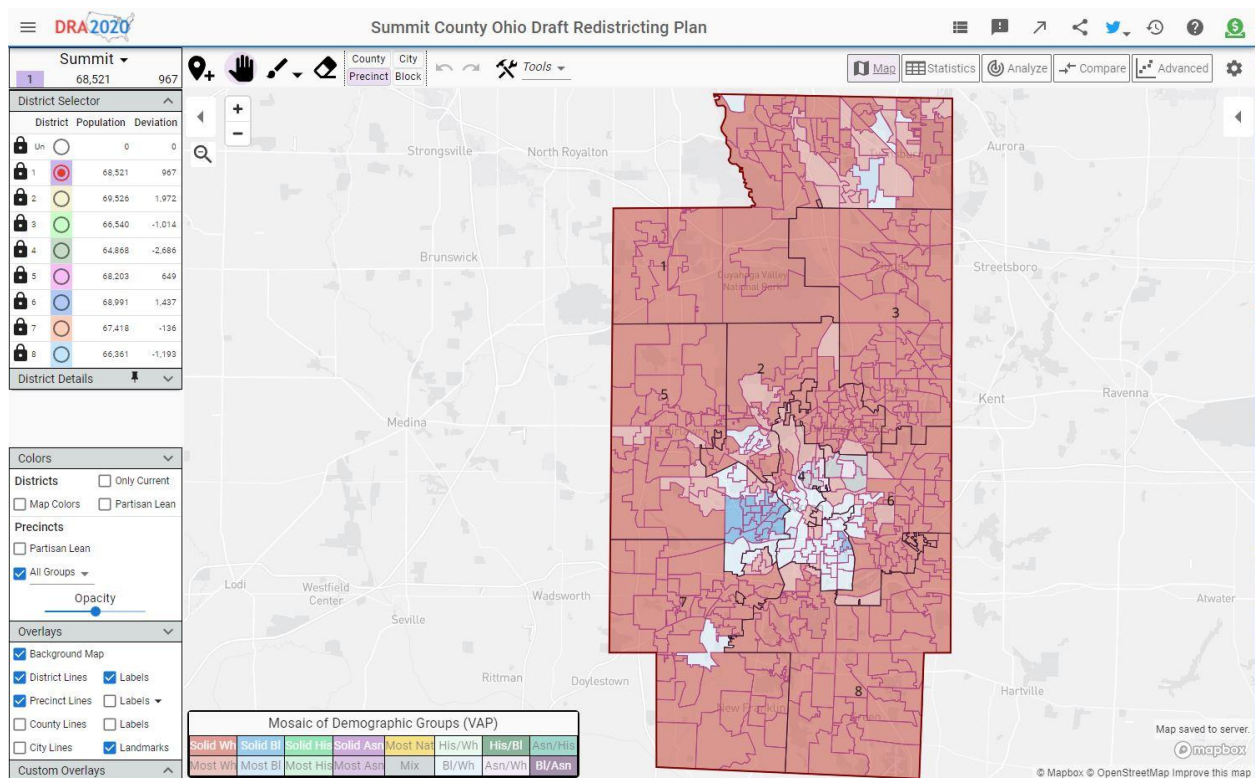 DRA2020
Summit County Ohio Draft Redistricting Plan
Summit
1 68,521 967
County City
Precinct Block
Tools
Map Statistics Analyze Compare Advanced
District Selector
District Population Deviation
Un 0 0
1 68,521 967
2 69,526 1,972
3 66,540 -1,014
4 64,868 -2,686
5 68,203 649
6 68,991 1,437
7 67,418 -136
8 66,361 -1,193
District Details
Colors
Districts Only Current
Map Colors Partisan Lean
Precincts
Partisan Lean
All Groups
Opacity
Overlays
Background Map
District Lines Labels
Precinct Lines Labels
County Lines Labels
City Lines Landmarks
Custom Overlays
+
−
Strongsville
North Royalton
Aurora
Brunswick
Streetsboro
1
Cuyahoga Valley
National Park
3
2
5
Kent
Ravenna
Medina
4
6
Lodi
Westfield
Center
Wadsworth
Atwater
Seville
7
Rittman
Doylestown
8
New Franklin
Green
Hartville
Mosaic of Demographic Groups (VAP)
Solid Wh Solid Bl Solid His Solid Asn Most Nat His/Wh His/Bl Asn/His
Most Wh Most Bl Most His Most Asn Mix Bl/Wh Asn/Wh Bl/Asn
Map saved to server.
mapbox
© Mapbox © OpenStreetMap Improve this map